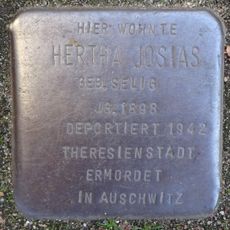 HIER WOHNTE
HERTHA JOSIAS
GEB. SELIG
JG. 1898
DEPORTIERT 1942
THERESIENSTADT
ERMORDET
IN AUSCHWITZ